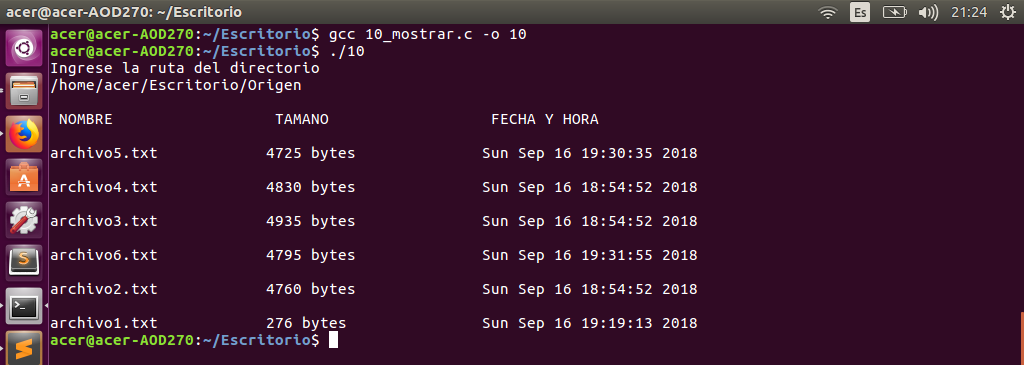 acer@acer-AOD270: ~/Escritorio Es 21:24
acer@acer-AOD270:~/Escritorio$ gcc 10_mostrar.c -o 10
acer@acer-AOD270:~/Escritorio$ ./10
Ingrese la ruta del directorio
/home/acer/Escritorio/Origen
NOMBRE TAMANO FECHA Y HORA
archivo5.txt 4725 bytes Sun Sep 16 19:30:35 2018
archivo4.txt 4830 bytes Sun Sep 16 18:54:52 2018
archivo3.txt 4935 bytes Sun Sep 16 18:54:52 2018
archivo6.txt 4795 bytes Sun Sep 16 19:31:55 2018
archivo2.txt 4760 bytes Sun Sep 16 18:54:52 2018
archivo1.txt 276 bytes Sun Sep 16 19:19:13 2018
acer@acer-AOD270:~/Escritorio$